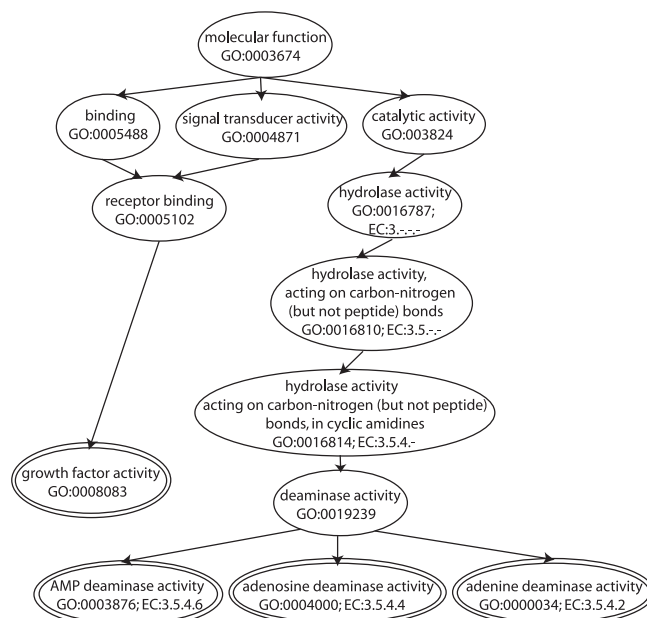 molecular function
GO:0003674
binding
GO:0005488
signal transducer activity
GO:0004871
catalytic activity
GO:003824
receptor binding
GO:0005102
hydrolase activity
GO:0016787;
EC:3.-.-.-
hydrolase activity,
acting on carbon-nitrogen
(but not peptide) bonds
GO:0016810; EC:3.5.-.-
hydrolase activity
acting on carbon-nitrogen (but not peptide)
bonds, in cyclic amidines
GO:0016814; EC:3.5.4.-
growth factor activity
GO:0008083
deaminase activity
GO:0019239
AMP deaminase activity
GO:0003876; EC:3.5.4.6
adenosine deaminase activity
GO:0004000; EC:3.5.4.4
adenine deaminase activity
GO:0000034; EC:3.5.4.2